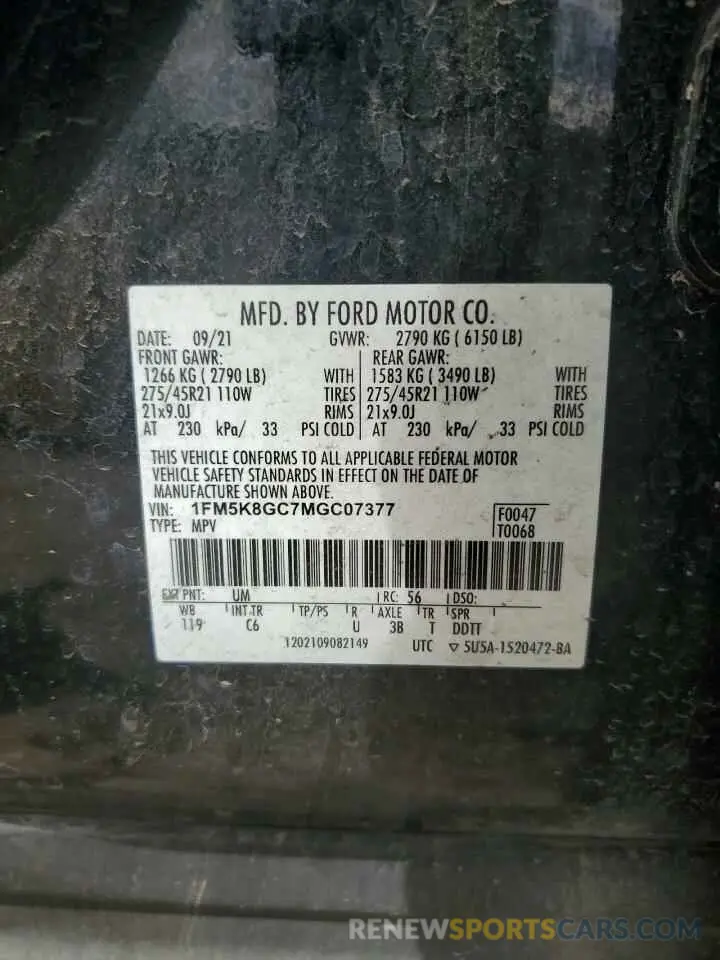 MFD. BY FORD MOTOR CO.
DATE: 09/21 GVWR: 2790 KG ( 6150 LB)
FRONT GAWR: REAR GAWR:
1266 KG ( 2790 LB) WITH 1583 KG ( 3490 LB) WITH
275/45R21 110W TIRES 275/45R21 110W TIRES
21x9.0J RIMS 21x9.0J RIMS
AT 230 kPa/ 33 PSI COLD AT 230 kPa/ 33 PSI COLD
THIS VEHICLE CONFORMS TO ALL APPLICABLE FEDERAL MOTOR
VEHICLE SAFETY STANDARDS IN EFFECT ON THE DATE OF
MANUFACTURE SHOWN ABOVE.
VIN: 1FM5K8GC7MGC07377 F0047
TYPE: MPV T0068
EXT PNT: UM RC: 56 DSO:
WB INT TR TP/PS R AXLE TR SPR
119 C6 U 3B T DDTT
1202109082149 UTC ▽ 5U5A-1520472-BA
RENEWSPORTSCARS.COM